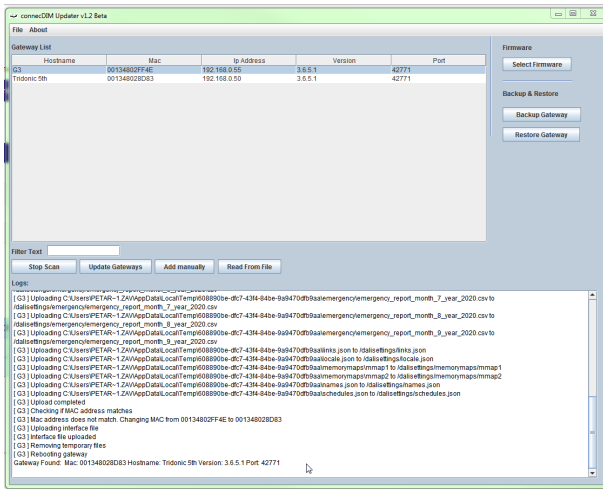 connecDIM Updater v1.2 Beta
File About
Gateway List
Hostname Mac Ip Address Version Port
G3 00134802FF4E 192.168.0.55 3.6.5.1 42771
Tridonic 5th 001348028D83 192.168.0.50 3.6.5.1 42771
Firmware
Select Firmware
Backup & Restore
Backup Gateway
Restore Gateway
Filter Text
Stop Scan Update Gateways Add manually Read From File
Logs:
[ G3 ] Uploading C:\Users\PETAR~1.ZAV\AppData\Local\Temp\608890be-dfc7-43f4-84be-9a9470dfb9aa\emergency\emergency_report_month_7_year_2020.csv to
/dalisettings/emergency/emergency_report_month_7_year_2020.csv
[ G3 ] Uploading C:\Users\PETAR~1.ZAV\AppData\Local\Temp\608890be-dfc7-43f4-84be-9a9470dfb9aa\emergency\emergency_report_month_8_year_2020.csv to
/dalisettings/emergency/emergency_report_month_8_year_2020.csv
[ G3 ] Uploading C:\Users\PETAR~1.ZAV\AppData\Local\Temp\608890be-dfc7-43f4-84be-9a9470dfb9aa\emergency\emergency_report_month_9_year_2020.csv to
/dalisettings/emergency/emergency_report_month_9_year_2020.csv
[ G3 ] Uploading C:\Users\PETAR~1.ZAV\AppData\Local\Temp\608890be-dfc7-43f4-84be-9a9470dfb9aa\links.json to /dalisettings/links.json
[ G3 ] Uploading C:\Users\PETAR~1.ZAV\AppData\Local\Temp\608890be-dfc7-43f4-84be-9a9470dfb9aa\locale.json to /dalisettings/locale.json
[ G3 ] Uploading C:\Users\PETAR~1.ZAV\AppData\Local\Temp\608890be-dfc7-43f4-84be-9a9470dfb9aa\memorymaps\mmap1 to /dalisettings/memorymaps/mmap1
[ G3 ] Uploading C:\Users\PETAR~1.ZAV\AppData\Local\Temp\608890be-dfc7-43f4-84be-9a9470dfb9aa\memorymaps\mmap2 to /dalisettings/memorymaps/mmap2
[ G3 ] Uploading C:\Users\PETAR~1.ZAV\AppData\Local\Temp\608890be-dfc7-43f4-84be-9a9470dfb9aa\names.json to /dalisettings/names.json
[ G3 ] Uploading C:\Users\PETAR~1.ZAV\AppData\Local\Temp\608890be-dfc7-43f4-84be-9a9470dfb9aa\schedules.json to /dalisettings/schedules.json
[ G3 ] Upload completed
[ G3 ] Checking if MAC address matches
[ G3 ] Mac address does not match. Changing MAC from 00134802FF4E to 001348028D83
[ G3 ] Uploading interface file
[ G3 ] Interface file uploaded
[ G3 ] Removing temporary files
[ G3 ] Rebooting gateway
Gateway Found: Mac: 001348028D83 Hostname: Tridonic 5th Version: 3.6.5.1 Port: 42771